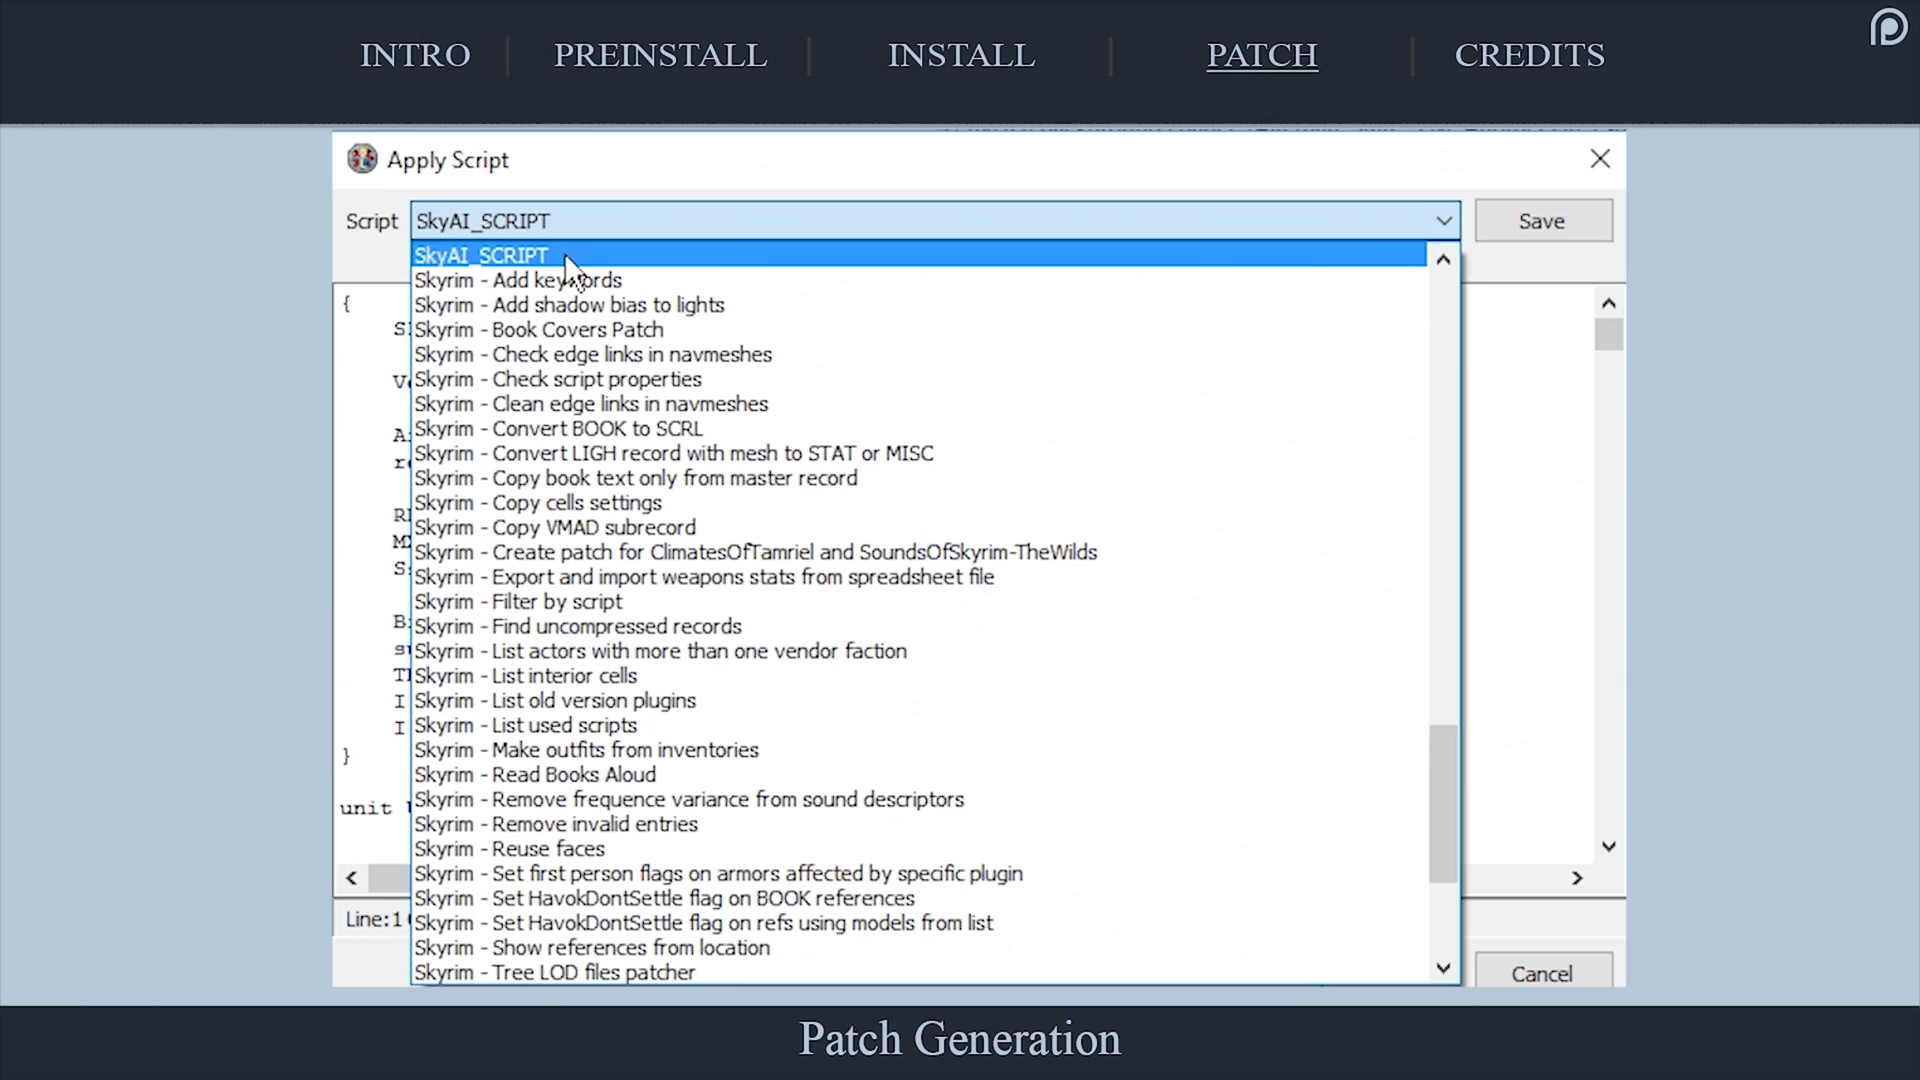 INTRO
PREINSTALL
INSTALL
PATCH
CREDITS
Apply Script
Script
SkyAI_SCRIPT
Save
SkyAI_SCRIPT
Skyrim - Add keywords
Skyrim - Add shadow bias to lights
Skyrim - Book Covers Patch
Skyrim - Check edge links in navmeshes
Skyrim - Check script properties
Skyrim - Clean edge links in navmeshes
Skyrim - Convert BOOK to SCRL
Skyrim - Convert LIGH record with mesh to STAT or MISC
Skyrim - Copy book text only from master record
Skyrim - Copy cells settings
Skyrim - Copy VMAD subrecord
Skyrim - Create patch for ClimatesOfTamriel and SoundsOfSkyrim-TheWilds
Skyrim - Export and import weapons stats from spreadsheet file
Skyrim - Filter by script
Skyrim - Find uncompressed records
Skyrim - List actors with more than one vendor faction
Skyrim - List interior cells
Skyrim - List old version plugins
Skyrim - List used scripts
Skyrim - Make outfits from inventories
Skyrim - Read Books Aloud
Skyrim - Remove frequence variance from sound descriptors
Skyrim - Remove invalid entries
Skyrim - Reuse faces
Skyrim - Set first person flags on armors affected by specific plugin
Skyrim - Set HavokDontSettle flag on BOOK references
Skyrim - Set HavokDontSettle flag on refs using models from list
Skyrim - Show references from location
Skyrim - Tree LOD files patcher
{
}
unit
Line:1
Cancel
Patch Generation